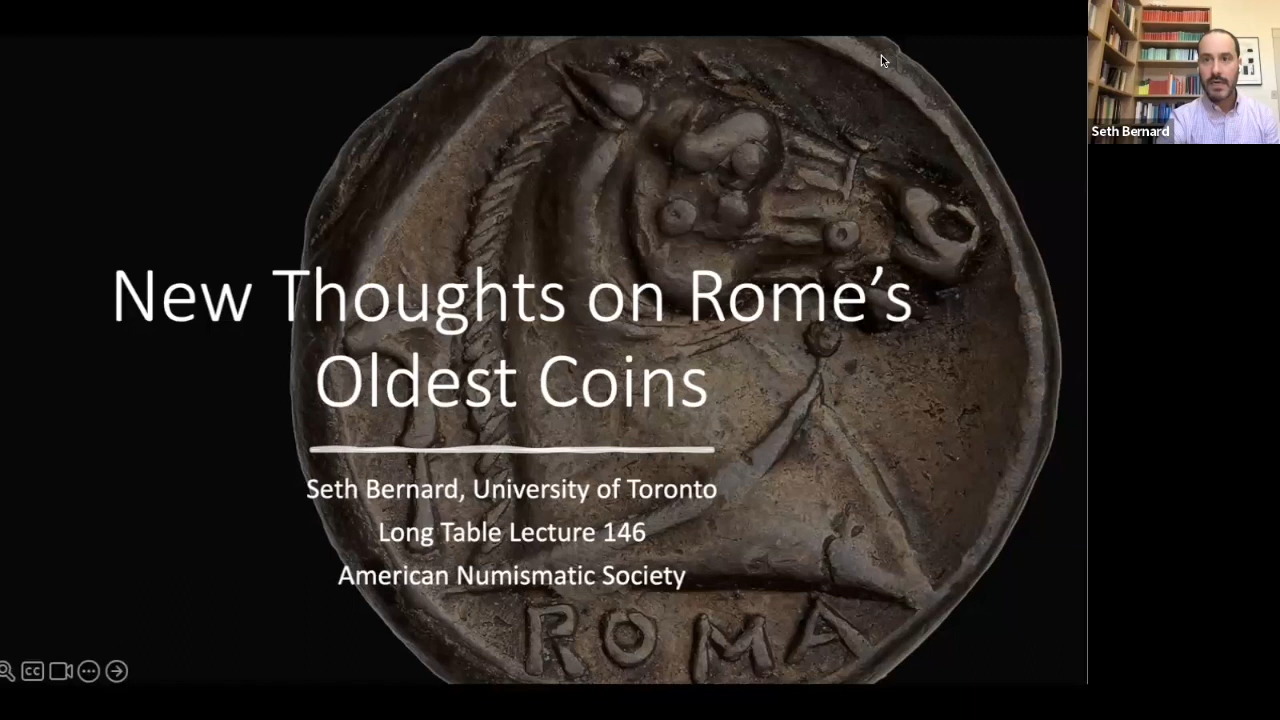 New Thoughts on Rome’s
Oldest Coins
Seth Bernard, University of Toronto
Long Table Lecture 146
American Numismatic Society
ROMA
Seth Bernard
CC